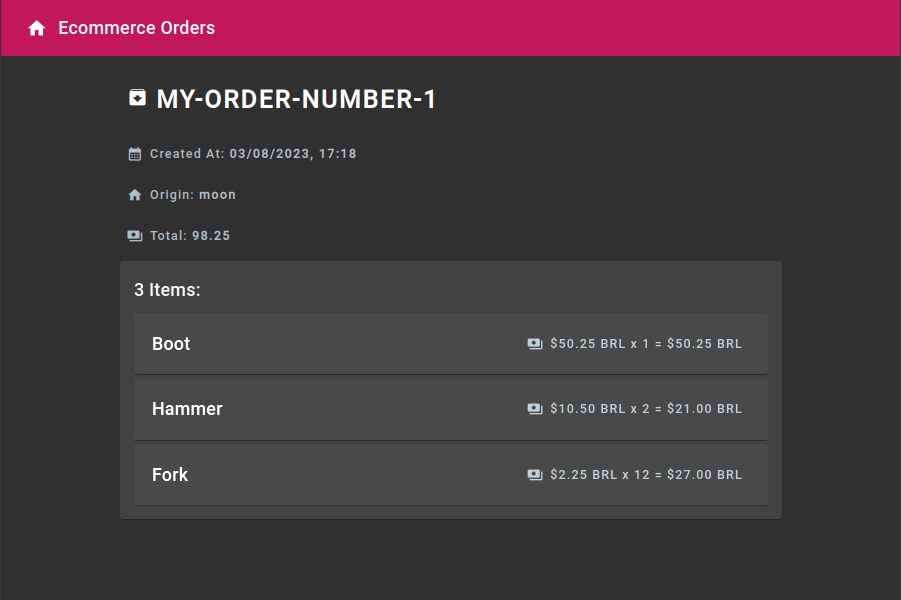 Ecommerce Orders
MY-ORDER-NUMBER-1
Created At: 03/08/2023, 17:18
Origin: moon
Total: 98.25
3 Items:
Boot $50.25 BRL x 1 = $50.25 BRL
Hammer $10.50 BRL x 2 = $21.00 BRL
Fork $2.25 BRL x 12 = $27.00 BRL